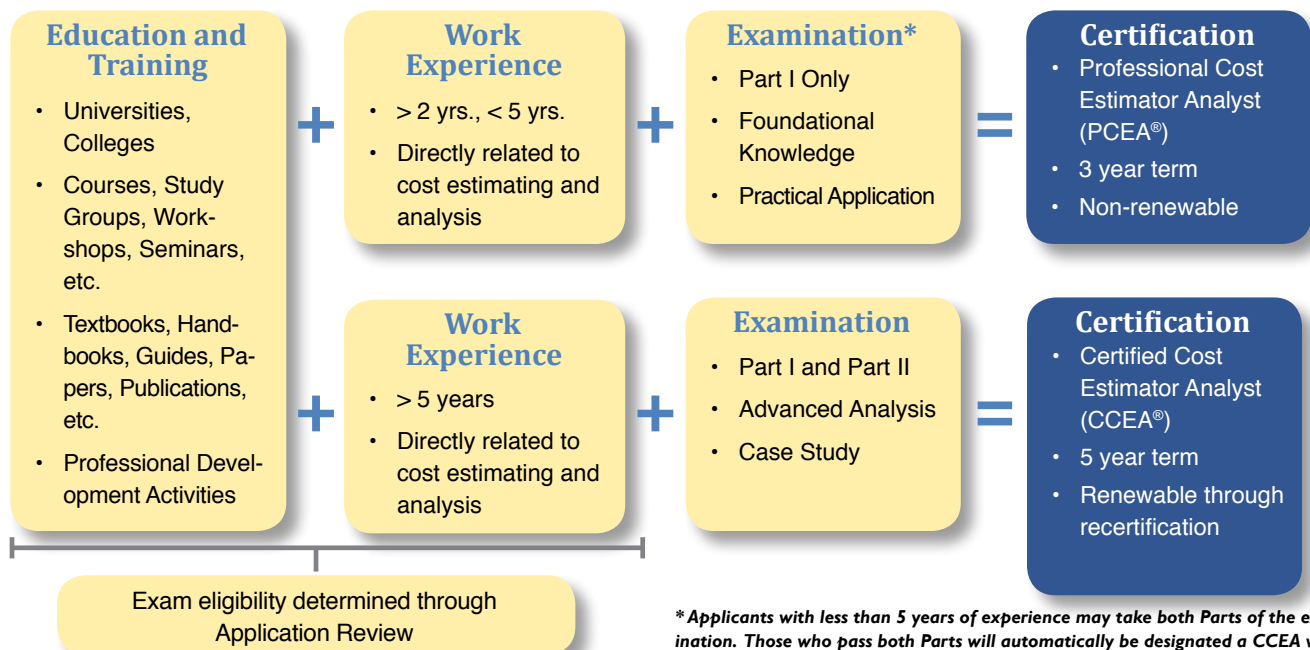 Education and
Training
• Universities,
Colleges
• Courses, Study
Groups, Work-
shops, Seminars,
etc.
• Textbooks, Hand-
books, Guides, Pa-
pers, Publications,
etc.
• Professional Devel-
opment Activities
+
Work
Experience
• > 2 yrs., < 5 yrs.
• Directly related to
cost estimating and
analysis
+
Examination*
• Part I Only
• Foundational
Knowledge
• Practical Application
=
Certification
• Professional Cost
Estimator Analyst
(PCEA®)
• 3 year term
• Non-renewable
+
Work
Experience
• > 5 years
• Directly related to
cost estimating and
analysis
+
Examination
• Part I and Part II
• Advanced Analysis
• Case Study
=
Certification
• Certified Cost
Estimator Analyst
(CCEA®)
• 5 year term
• Renewable through
recertification
Exam eligibility determined through
Application Review
* Applicants with less than 5 years of experience may take both Parts of the e
ination. Those who pass both Parts will automatically be designated a CCEA